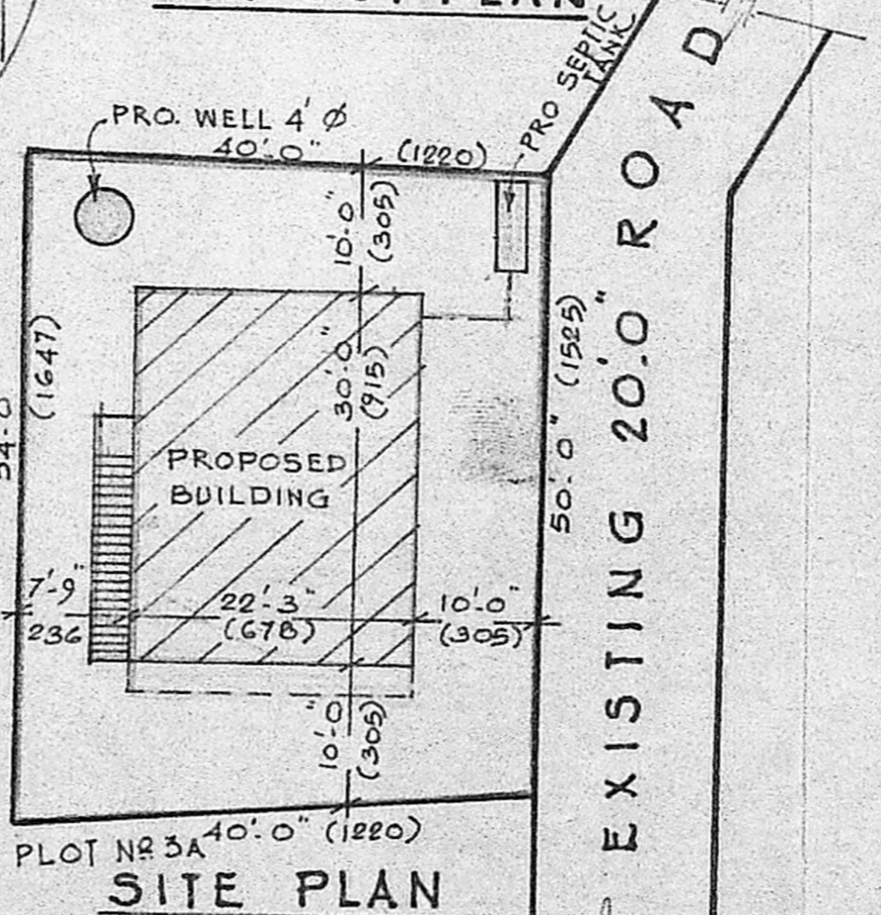 PLAN
PRO. WELL 4' Ø
PRO SEPTIC
TANK
40'-0" (1220)
10'-0"
(305)
(1647)
30'-0"
(915)
50'-0" (1525)
PROPOSED
BUILDING
7'-9"
236
22'-3"
(678)
10'-0"
(305)
10'-0"
(305)
EXISTING 20'.0" ROAD
40'-0" (1220)
PLOT Nº 3A
SITE PLAN